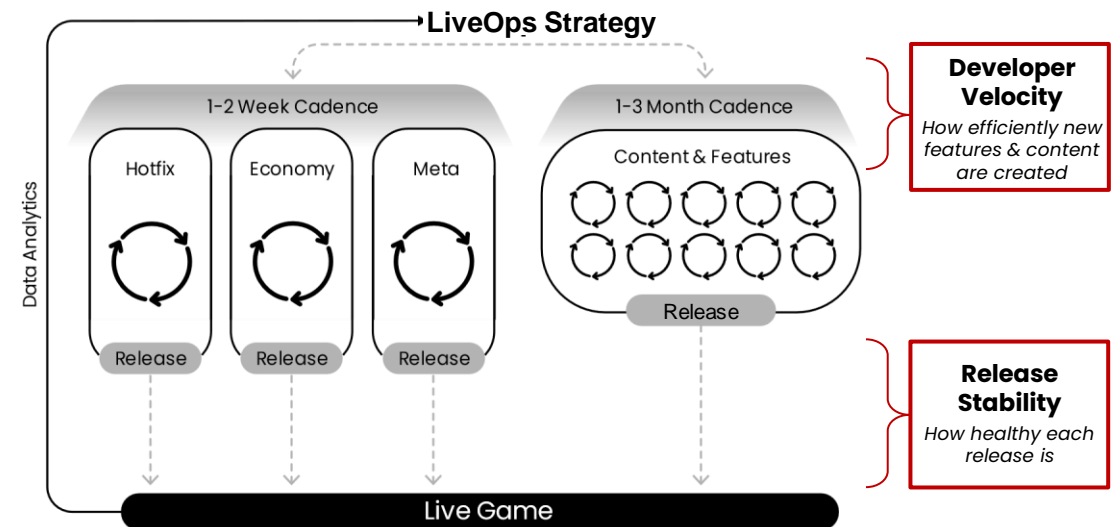 LiveOps Strategy
1-2 Week Cadence
1-3 Month Cadence
Hotfix
Economy
Meta
Content & Features
Release
Release
Release
Release
Data Analytics
Live Game
Developer
Velocity
How efficiently new
features & content
are created
Release
Stability
How healthy each
release is